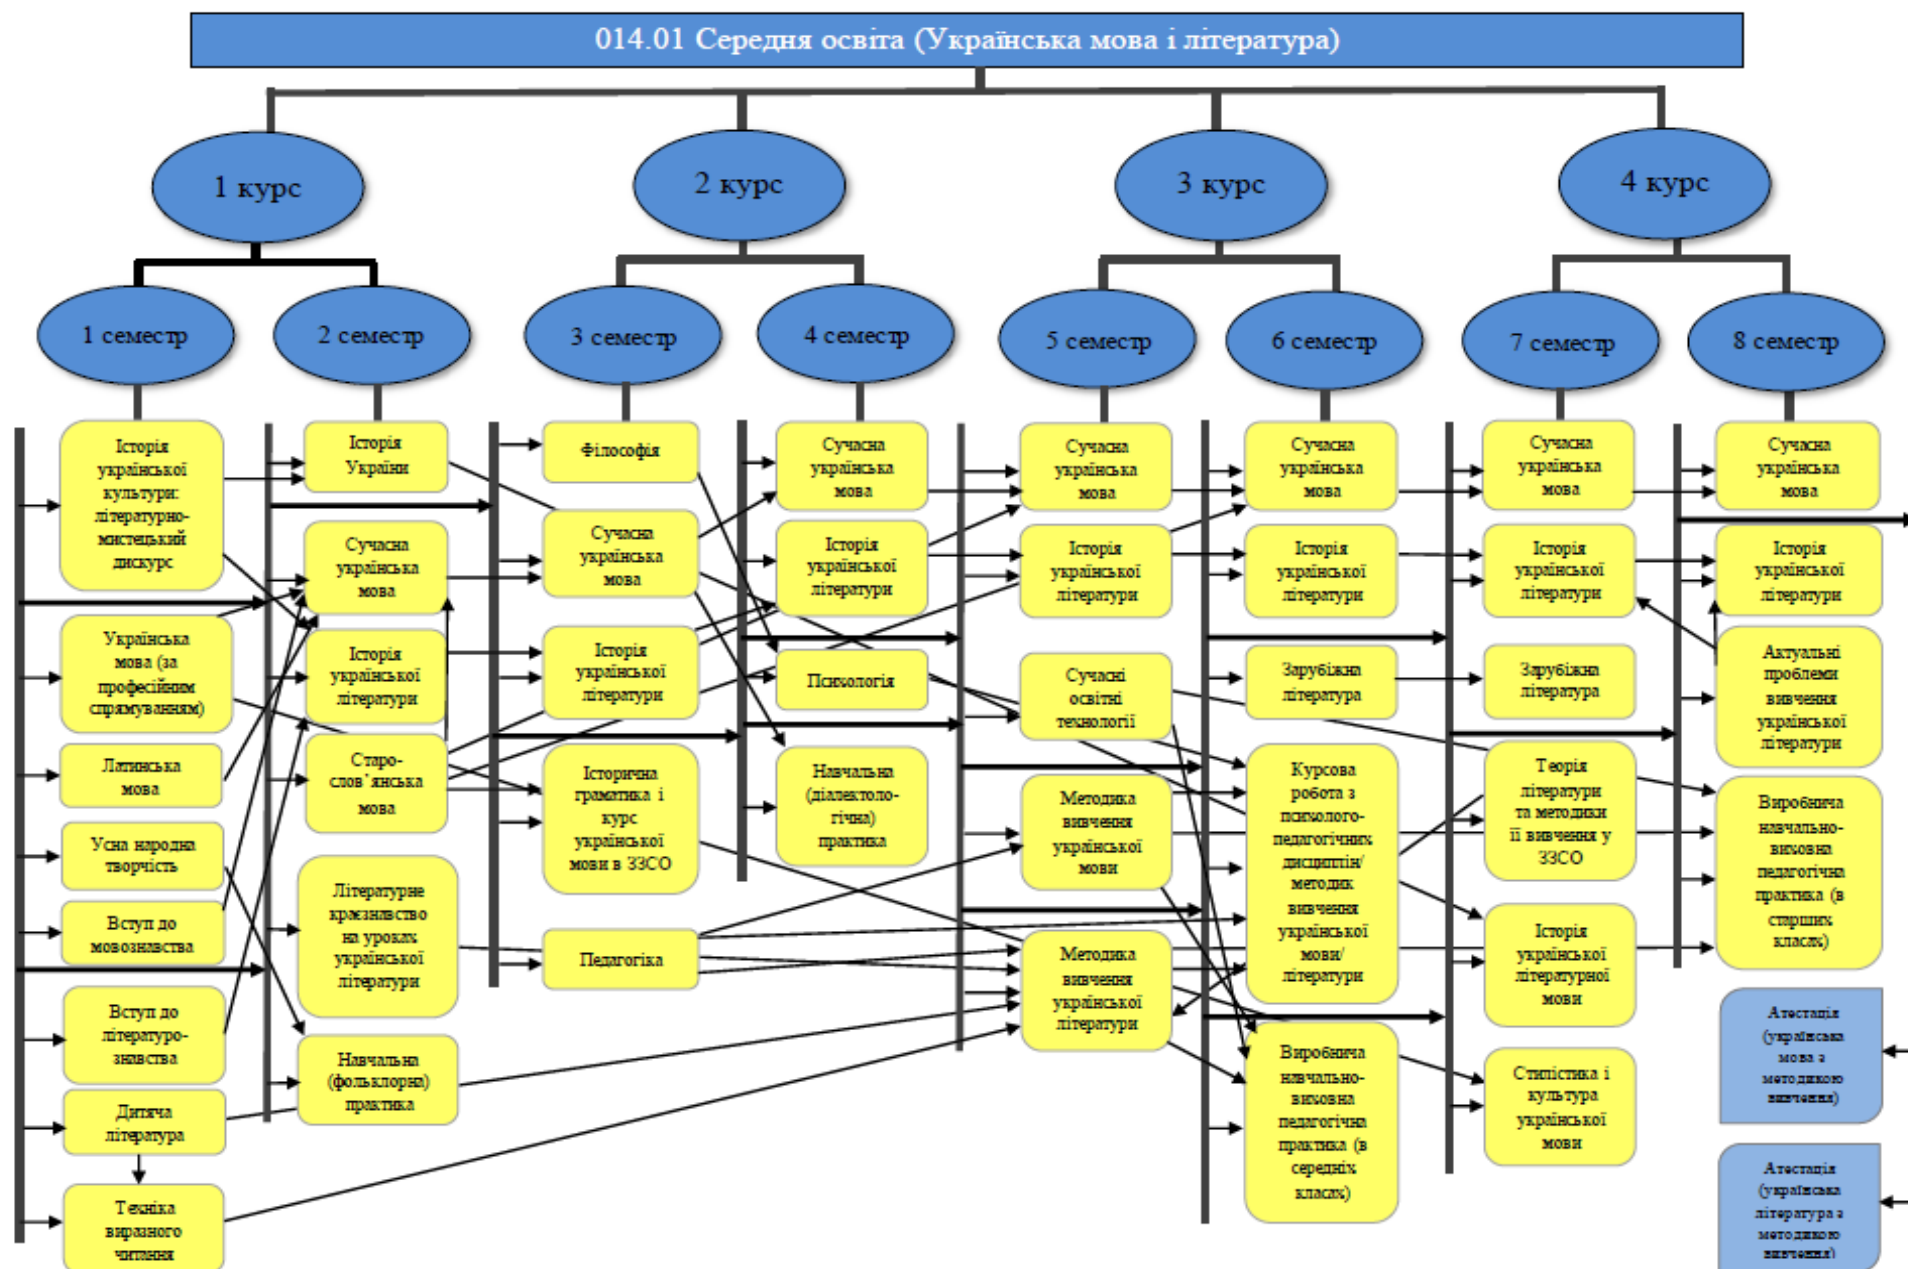 014.01 Середня освіта (Українська мова і література)
1 курс
2 курс
3 курс
4 курс
1 семестр
2 семестр
3 семестр
4 семестр
5 семестр
6 семестр
7 семестр
8 семестр
Історія
української
культури:
літературно-
мистецький
дискурс
Українська
мова (за
професійним
спрямуванням)
Латинська
мова
Усна народна
творчість
Вступ до
мовознавства
Вступ до
літературо-
знавства
Дитяча
література
Техніка
виразного
читання
Історія
України
Сучасна
українська
мова
Історія
української
літератури
Старо-
слов’янська
мова
Літературне
краєзнавство
на уроках
української
літератури
Навчальна
(фольклорна)
практика
Філософія
Сучасна
українська
мова
Історія
української
літератури
Історична
граматика і
курс
української
мови в ЗЗСО
Педагогіка
Сучасна
українська
мова
Історія
української
літератури
Психологія
Навчальна
(діалектоло-
гічна)
практика
Сучасна
українська
мова
Історія
української
літератури
Сучасні
освітні
технології
Методика
вивчення
української
мови
Методика
вивчення
української
літератури
Сучасна
українська
мова
Історія
української
літератури
Зарубіжна
література
Курсова
робота з
психолого-
педагогічних
дисциплін/
методик
вивчення
української
мови/
літератури
Виробнича
навчально-
виховна
педагогічна
практика (в
середніх
класах)
Сучасна
українська
мова
Історія
української
літератури
Зарубіжна
література
Теорія
літератури
та методики
її вивчення у
ЗЗСО
Історія
української
літературної
мови
Стилістика і
культура
української
мови
Сучасна
українська
мова
Історія
української
літератури
Актуальні
проблеми
вивчення
української
літератури
Виробнича
навчально-
виховна
педагогічна
практика (в
старших
класах)
Атестація
(українська
мова з
методикою
вивчення)
Атестація
(українська
література з
методикою
вивчення)